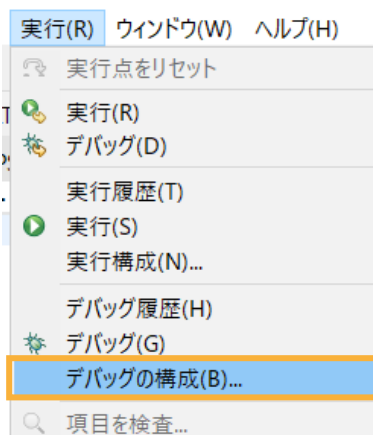 実行(R) ウィンドウ(W) ヘルプ(H)
実行点をリセット
実行(R)
デバッグ(D)
実行履歴(T)
実行(S)
実行構成(N)...
デバッグ履歴(H)
デバッグ(G)
デバッグの構成(B)...
項目を検査...